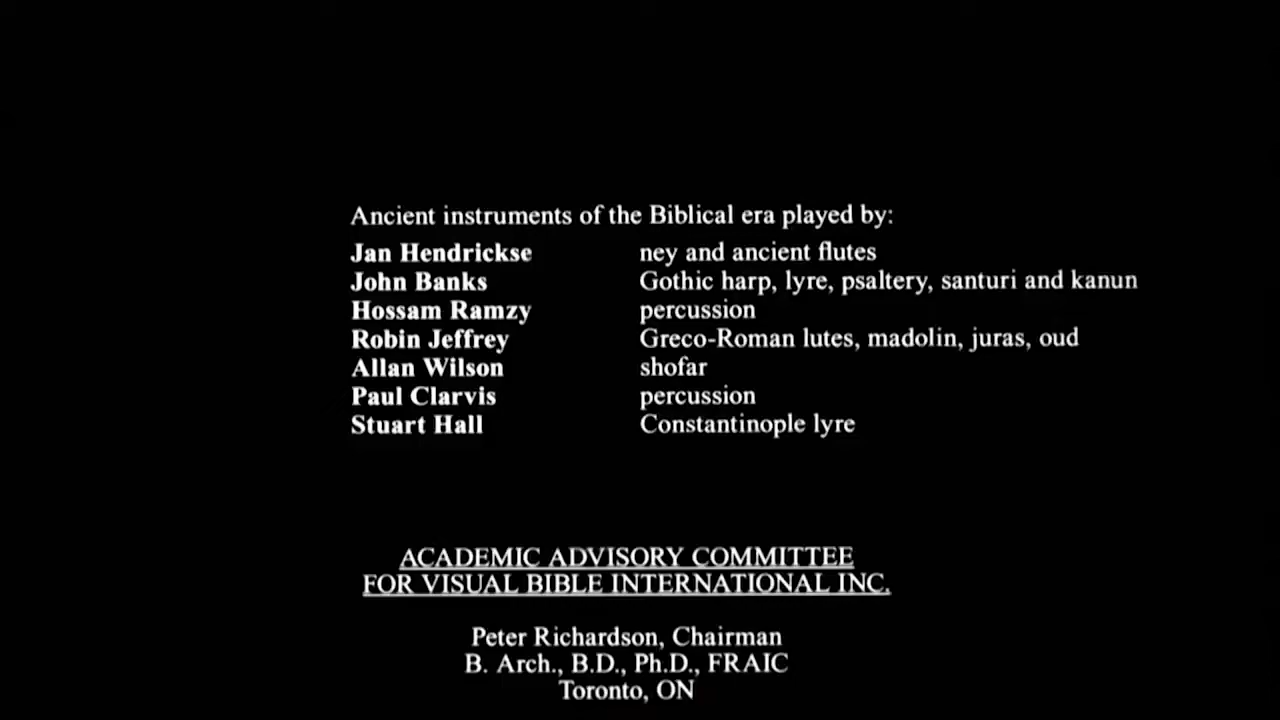 Ancient instruments of the Biblical era played by:
Jan Hendrickse ney and ancient flutes
John Banks Gothic harp, lyre, psaltery, santuri and kanun
Hossam Ramzy percussion
Robin Jeffrey Greco-Roman lutes, madolin, juras, oud
Allan Wilson shofar
Paul Clarvis percussion
Stuart Hall Constantinople lyre
ACADEMIC ADVISORY COMMITTEE
FOR VISUAL BIBLE INTERNATIONAL INC.
Peter Richardson, Chairman
B. Arch., B.D., Ph.D., FRAIC
Toronto, ON